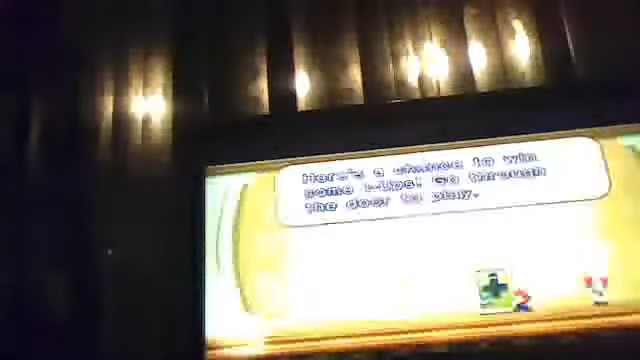 Here's a chance to win
some 1-Ups! Go through
the door to play.